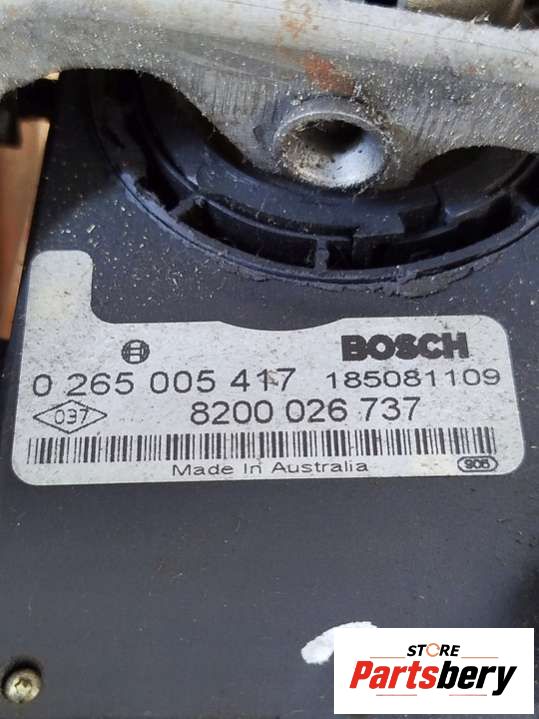 BOSCH
0 265 005 417 185081109
037 8200 026 737
Made In Australia
906
STORE
Partsbery